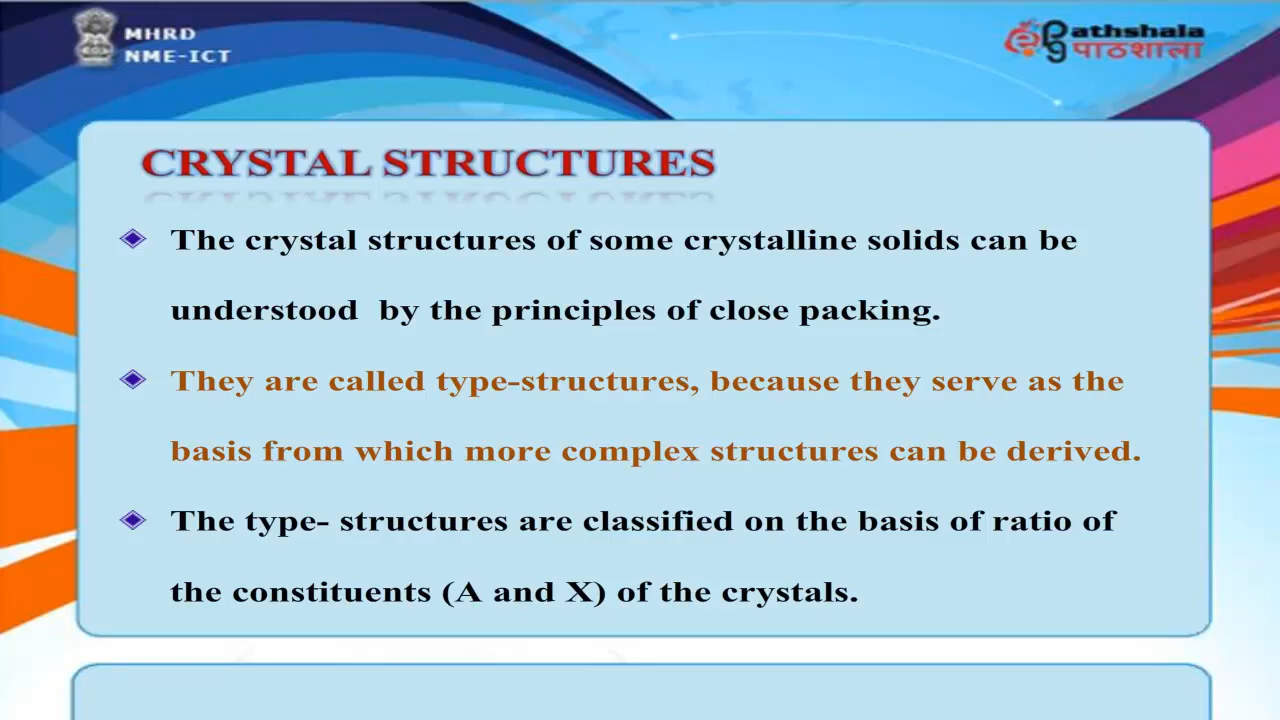 MHRD
NME-ICT
ePathshala
पाठशाला
CRYSTAL STRUCTURES
The crystal structures of some crystalline solids can be
understood by the principles of close packing.
They are called type-structures, because they serve as the
basis from which more complex structures can be derived.
The type- structures are classified on the basis of ratio of
the constituents (A and X) of the crystals.